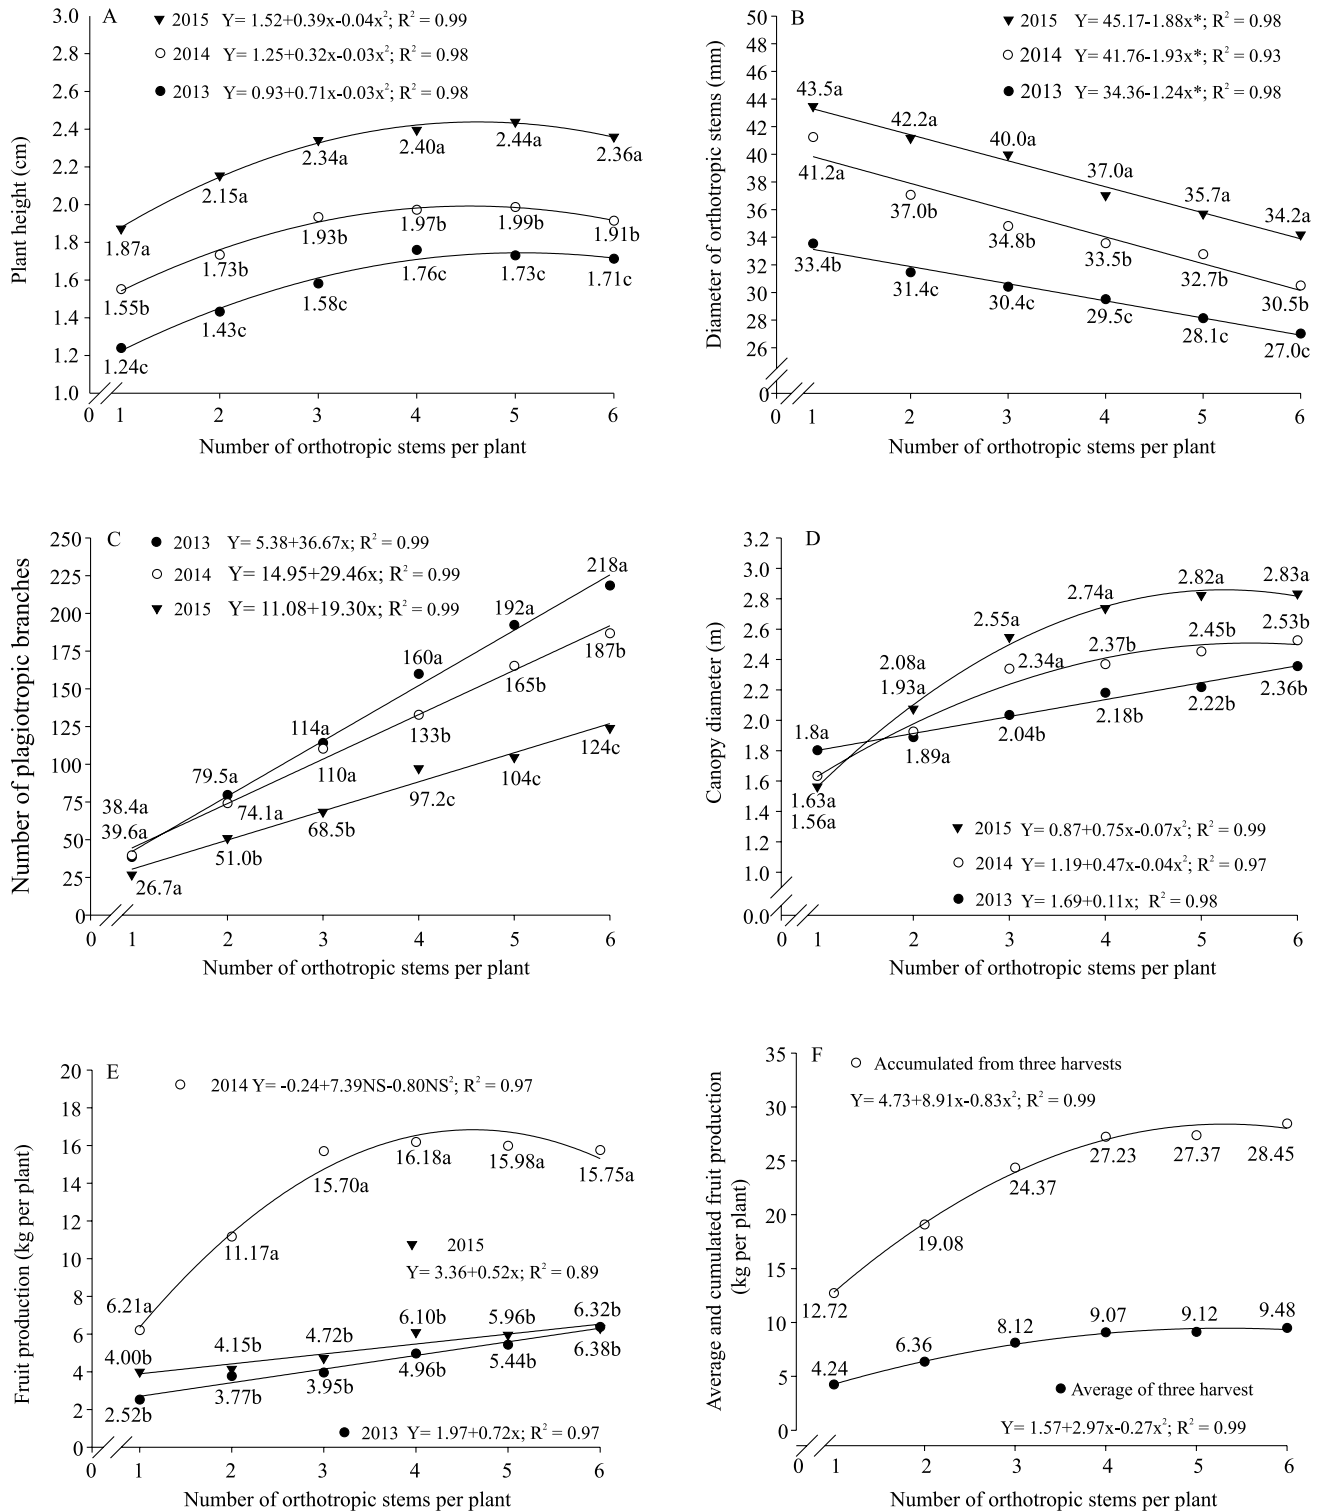 A
▼ 2015 Y= 1.52+0.39x-0.04x²; R² = 0.99
○ 2014 Y= 1.25+0.32x-0.03x²; R² = 0.98
● 2013 Y= 0.93+0.71x-0.03x²; R² = 0.98
Plant height (cm)
3.0
2.8
2.6
2.4
2.2
2.0
1.8
1.6
1.4
1.2
1.0
1.87a 2.15a 2.34a 2.40a 2.44a 2.36a
1.55b 1.73b 1.93b 1.97b 1.99b 1.91b
1.24c 1.43c 1.58c 1.76c 1.73c 1.71c
0 1 2 3 4 5 6
Number of orthotropic stems per plant
B
▼ 2015 Y= 45.17-1.88x*; R² = 0.98
○ 2014 Y= 41.76-1.93x*; R² = 0.93
● 2013 Y= 34.36-1.24x*; R² = 0.98
Diameter of orthotropic stems (mm)
50
48
46
44
42
40
38
36
34
32
30
28
26
0
43.5a 42.2a 40.0a 37.0a 35.7a 34.2a
41.2a 37.0b 34.8b 33.5b 32.7b 30.5b
33.4b 31.4c 30.4c 29.5c 28.1c 27.0c
0 1 2 3 4 5 6
Number of orthotropic stems per plant
C
● 2013 Y= 5.38+36.67x; R² = 0.99
○ 2014 Y= 14.95+29.46x; R² = 0.99
▼ 2015 Y= 11.08+19.30x; R² = 0.99
Number of plagiotropic branches
250
225
200
175
150
125
100
75
50
25
0
38.4a 79.5a 114a 160a 192a 218a
39.6a 74.1a 110a 133b 165b 187b
26.7a 51.0b 68.5b 97.2c 104c 124c
0 1 2 3 4 5 6
Number of orthotropic stems per plant
D
Canopy diameter (m)
3.2
3.0
2.8
2.6
2.4
2.2
2.0
1.8
1.6
1.4
1.2
1.0
0.0
1.8a 2.08a 2.55a 2.74a 2.82a 2.83a
1.63a 1.93a 2.34a 2.37b 2.45b 2.53b
1.56a 1.89a 2.04b 2.18b 2.22b 2.36b
▼ 2015 Y= 0.87+0.75x-0.07x²; R² = 0.99
○ 2014 Y= 1.19+0.47x-0.04x²; R² = 0.97
● 2013 Y= 1.69+0.11x; R² = 0.98
0 1 2 3 4 5 6
Number of orthotropic stems per plant
E
○ 2014 Y= -0.24+7.39NS-0.80NS²; R² = 0.97
Fruit production (kg per plant)
20
18
16
14
12
10
8
6
4
2
0
6.21a 11.17a 15.70a 16.18a 15.98a 15.75a
▼ 2015
Y= 3.36+0.52x; R² = 0.89
4.00b 4.15b 4.72b 6.10b 5.96b 6.32b
2.52b 3.77b 3.95b 4.96b 5.44b 6.38b
● 2013 Y= 1.97+0.72x; R² = 0.97
0 1 2 3 4 5 6
Number of orthotropic stems per plant
F
○ Accumulated from three harvests
Y= 4.73+8.91x-0.83x²; R² = 0.99
Average and cumulated fruit production
(kg per plant)
35
30
25
20
15
10
5
0
12.72 19.08 24.37 27.23 27.37 28.45
4.24 6.36 8.12 9.07 9.12 9.48
● Average of three harvest
Y= 1.57+2.97x-0.27x²; R² = 0.99
0 1 2 3 4 5 6
Number of orthotropic stems per plant